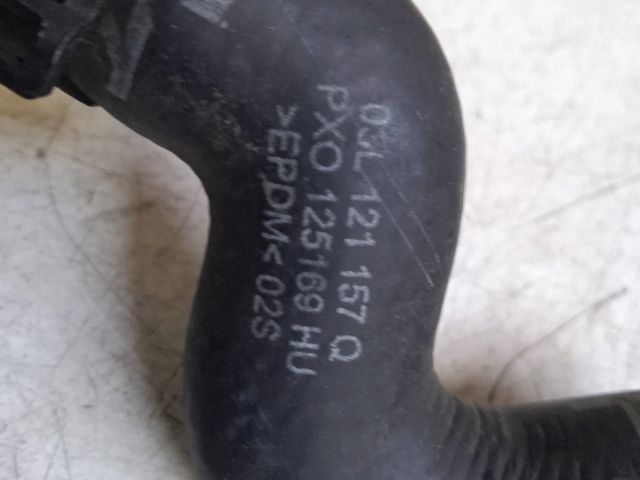 03L 121 157 Q
PXO 125169 HU
>EPDM< 02S